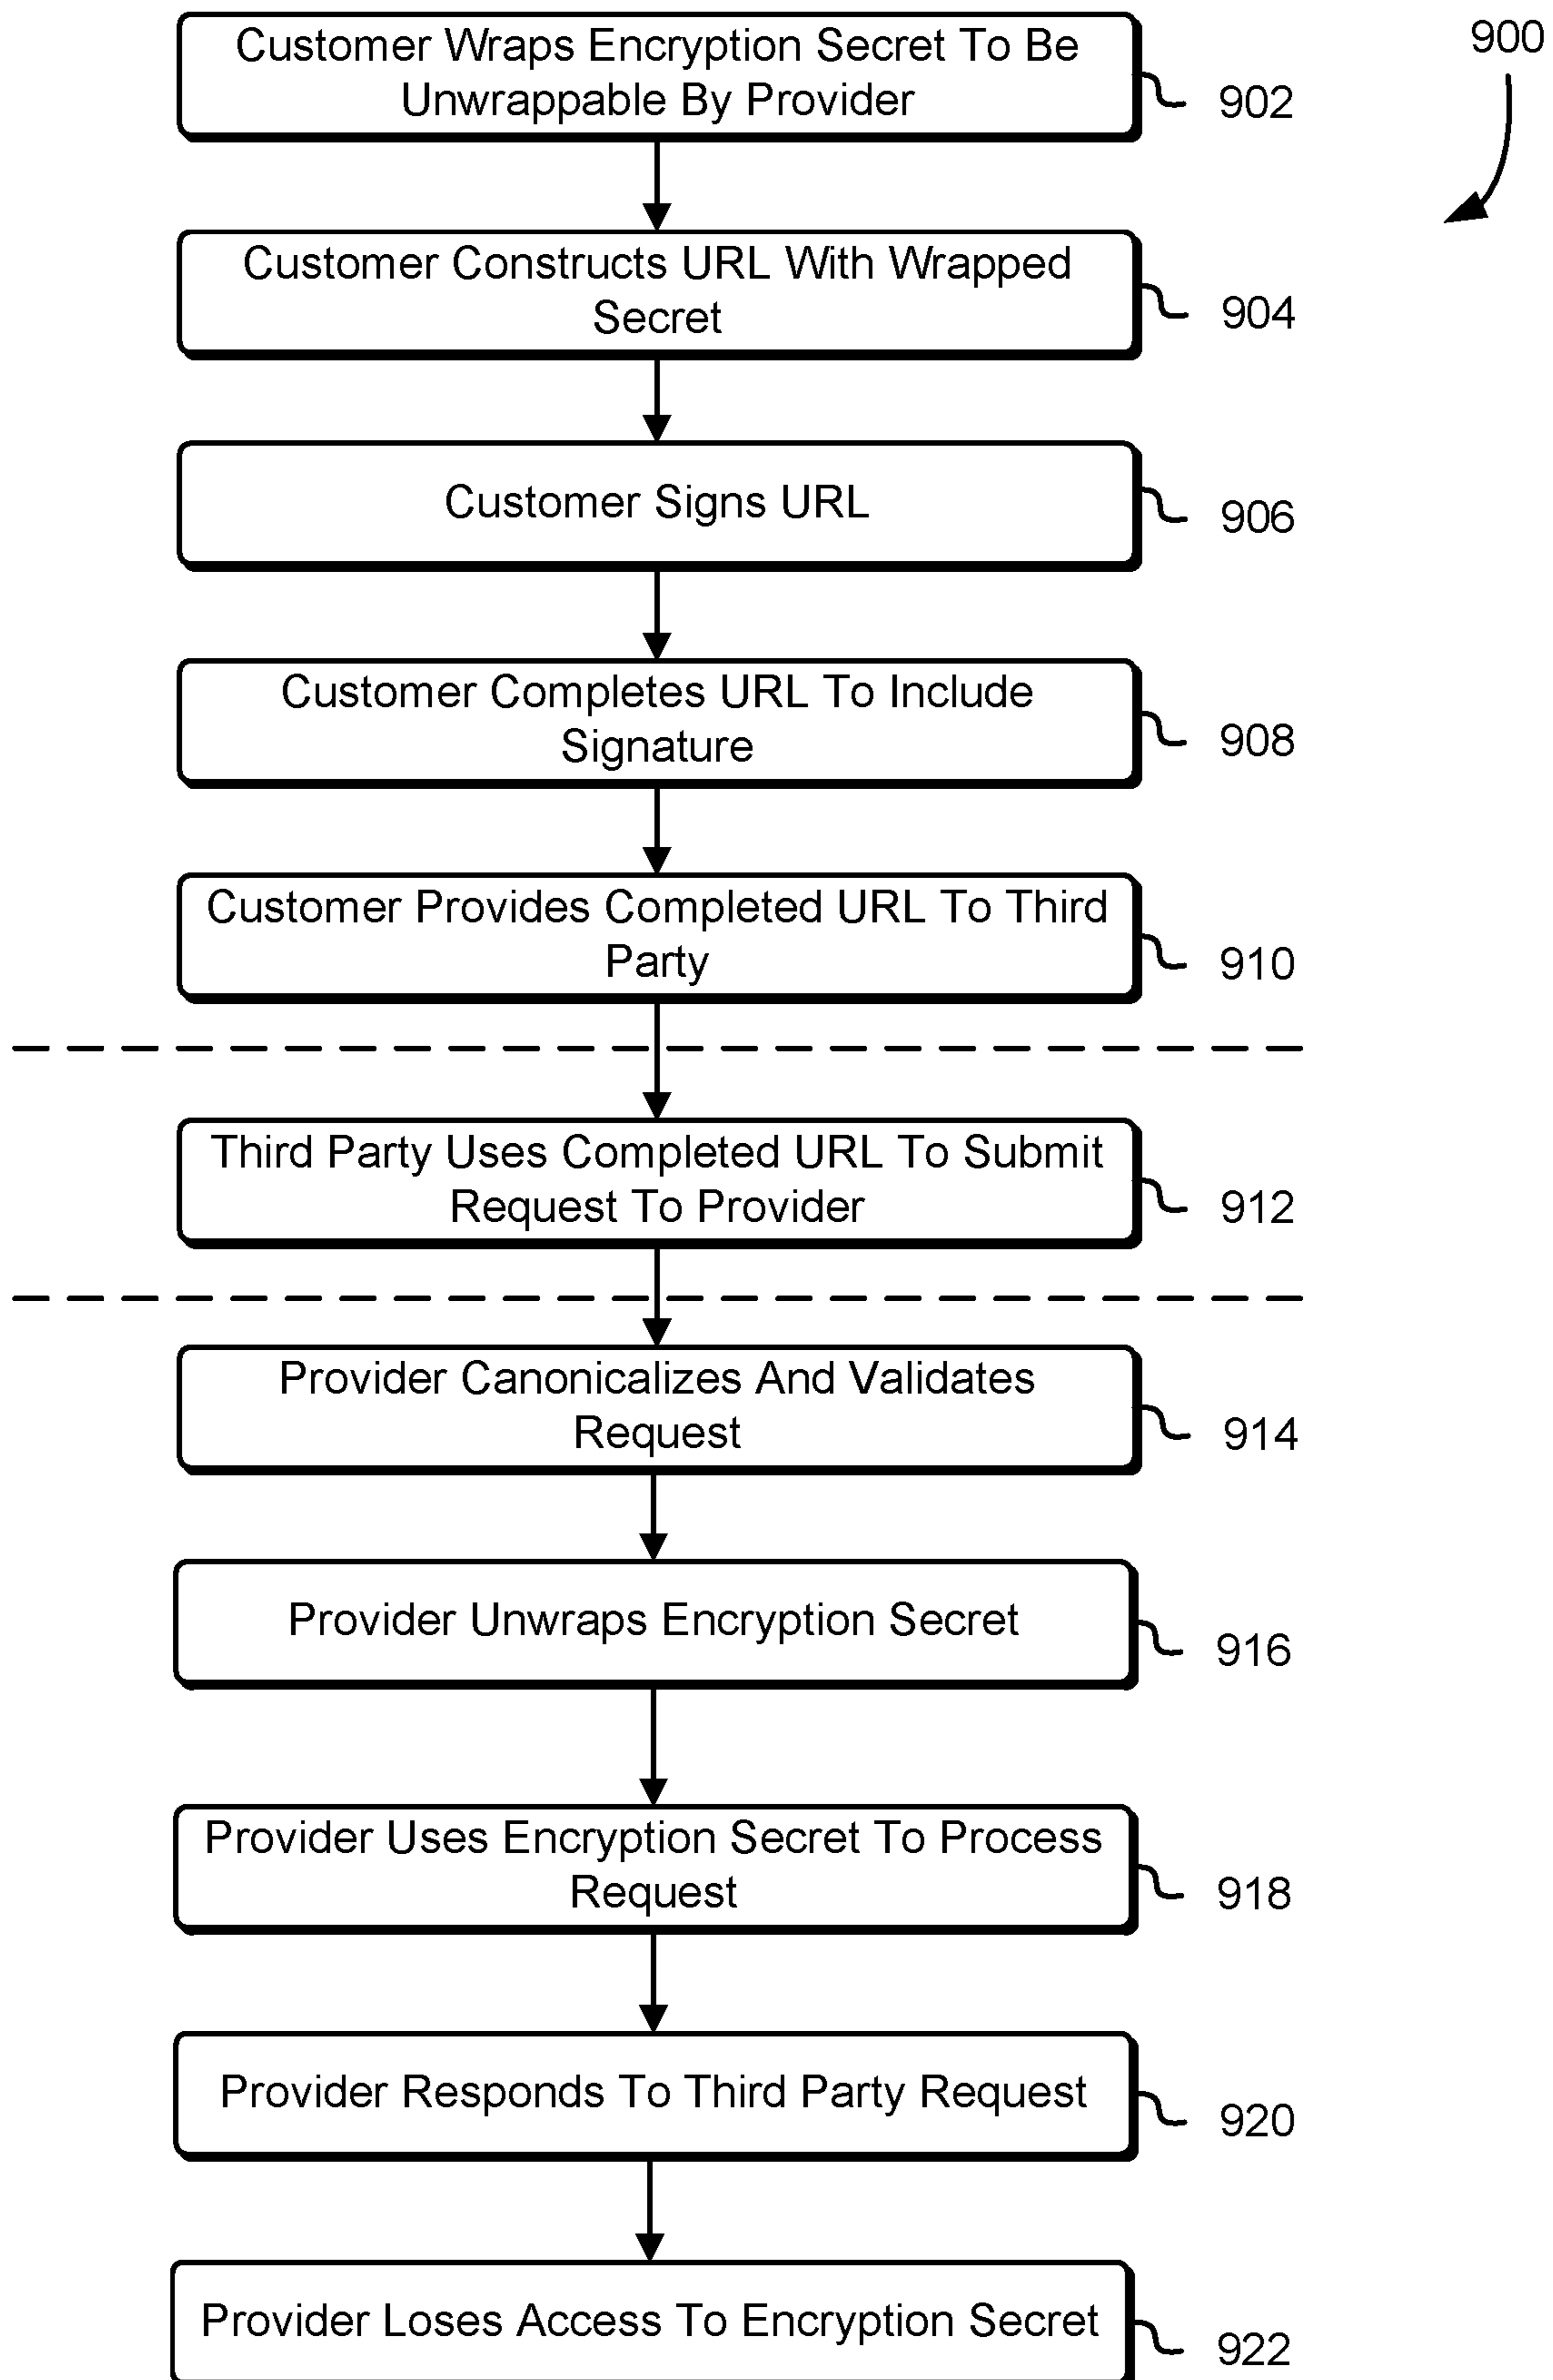 Customer Wraps Encryption Secret To Be
Unwrappable By Provider
902
900
Customer Constructs URL With Wrapped
Secret
904
Customer Signs URL
906
Customer Completes URL To Include
Signature
908
Customer Provides Completed URL To Third
Party
910
Third Party Uses Completed URL To Submit
Request To Provider
912
Provider Canonicalizes And Validates
Request
914
Provider Unwraps Encryption Secret
916
Provider Uses Encryption Secret To Process
Request
918
Provider Responds To Third Party Request
920
Provider Loses Access To Encryption Secret
922